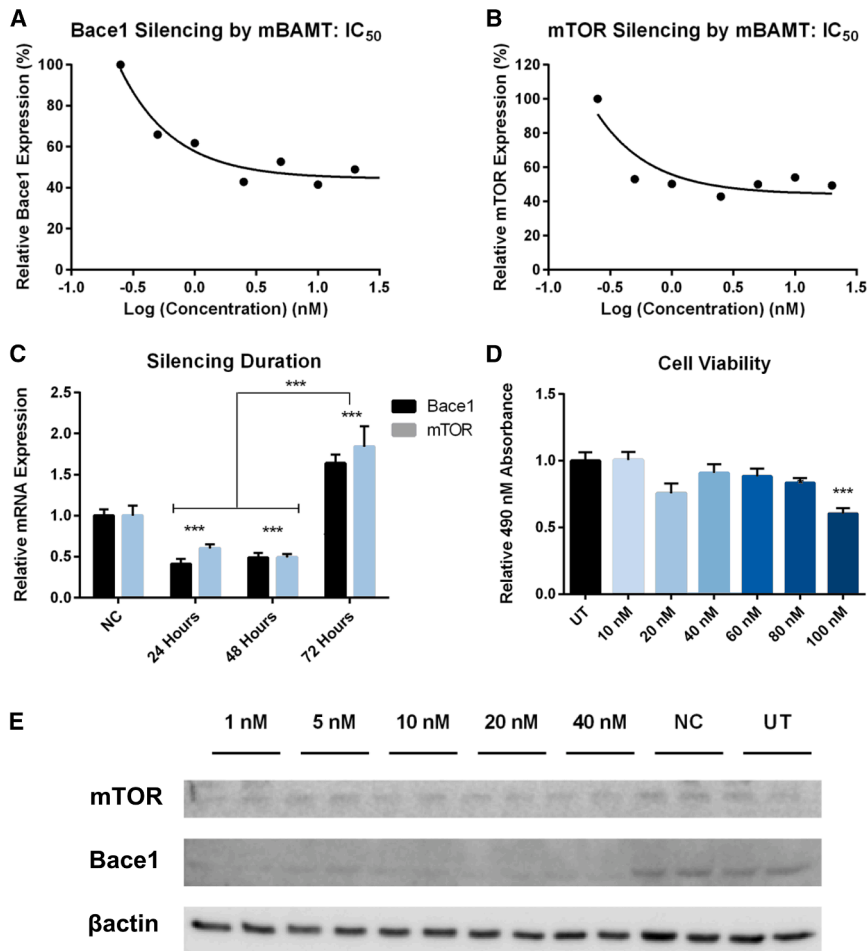 A
Bace1 Silencing by mBAMT: IC50
Relative Bace1 Expression (%)
100
80
60
40
20
0
-1.0 -0.5 0.0 0.5 1.0 1.5
Log (Concentration) (nM)
B
mTOR Silencing by mBAMT: IC50
Relative mTOR Expression (%)
120
100
80
60
40
20
0
-1.0 -0.5 0.0 0.5 1.0 1.5
Log (Concentration) (nM)
C
Silencing Duration
Relative mRNA Expression
2.5
2.0
1.5
1.0
0.5
0.0
***
***
***
***
Bace1
mTOR
NC 24 Hours 48 Hours 72 Hours
D
Cell Viability
Relative 490 nM Absorbance
1.5
1.0
0.5
0.0
***
UT 10 nM 20 nM 40 nM 60 nM 80 nM 100 nM
E
1 nM 5 nM 10 nM 20 nM 40 nM NC UT
mTOR
Bace1
βactin